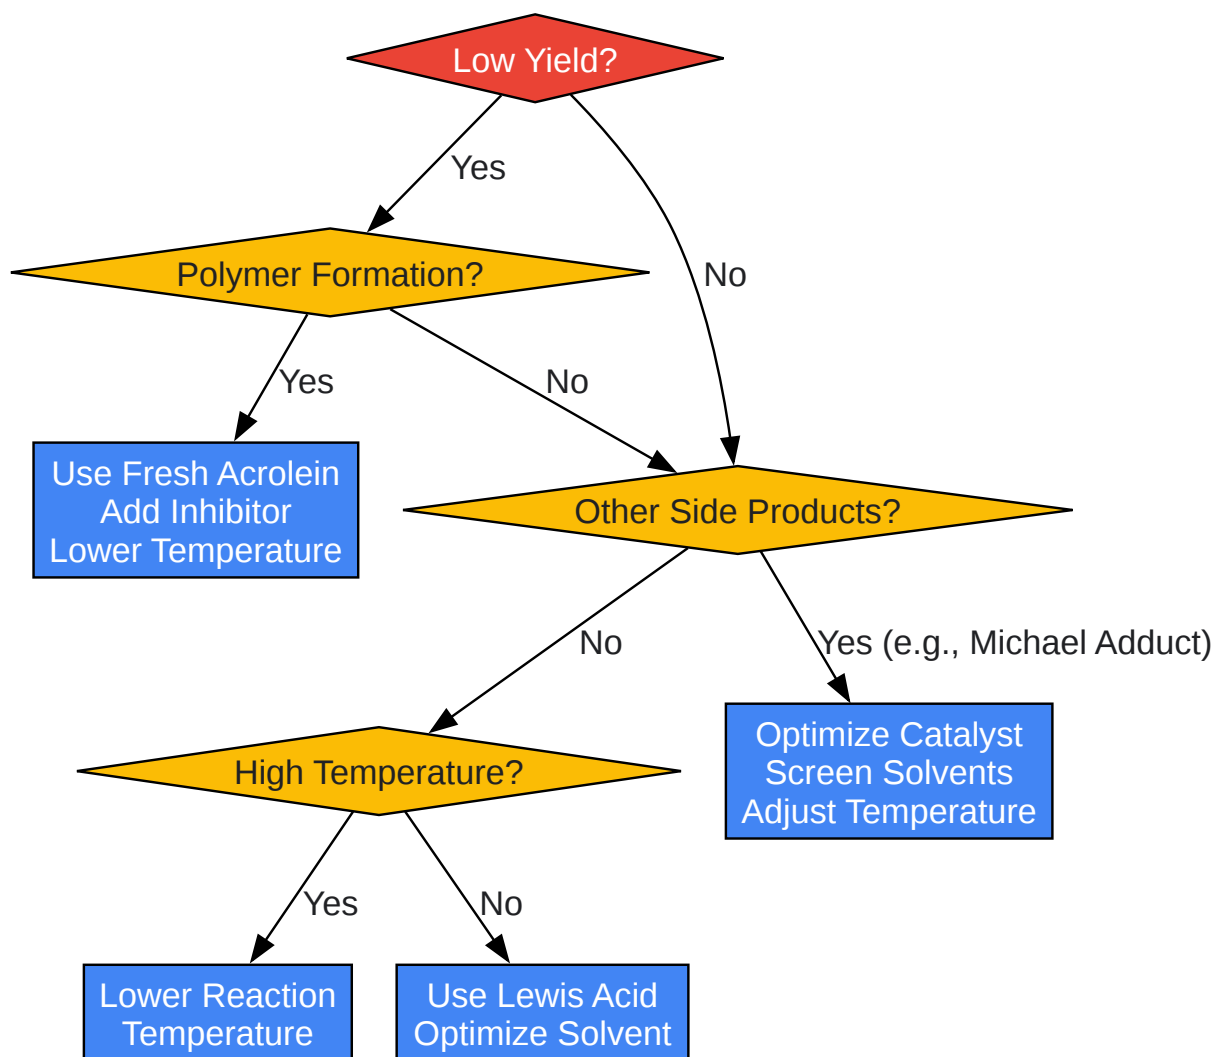 Low Yield?
Yes
Polymer Formation?
No
Yes
No
Use Fresh Acrolein
Add Inhibitor
Lower Temperature
Other Side Products?
No
Yes (e.g., Michael Adduct)
Optimize Catalyst
Screen Solvents
Adjust Temperature
High Temperature?
Yes
No
Lower Reaction
Temperature
Use Lewis Acid
Optimize Solvent